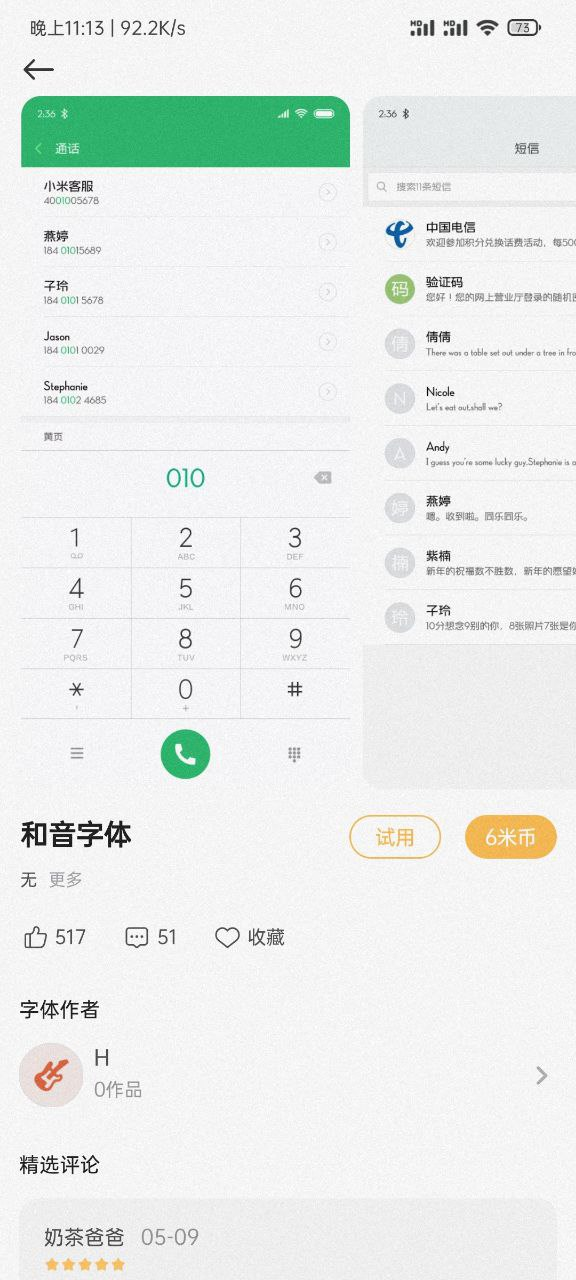 晚上11:13 | 92.2K/s
73
2:36
通话
小米客服
40010005678
燕婷
184 01015689
子玲
184 0101 5678
Jason
184 0101 0029
Stephanie
184 0102 4685
黄页
010
1
2 ABC
3 DEF
4 GHI
5 JKL
6 MNO
7 PQRS
8 TUV
9 WXYZ
*
0 +
#
2:36
短信
搜索11条短信
中国电信
欢迎参加积分兑换话费活动，每500
码
验证码
您好！您的网上营业厅登录的随机
倩
倩倩
There was a table set out under a tree in fro
N
Nicole
Let's eat out,shall we?
A
Andy
I guess you're some lucky guy.Stephanie is a
婷
燕婷
嗯。收到啦。同乐同乐。
楠
紫楠
新年的祝福数不胜数，新年的愿望
玲
子玲
10分想念9别的你，8张照片7张是你
和音字体
试用
6米币
无 更多
517
51
收藏
字体作者
H
0作品
精选评论
奶茶爸爸 05-09